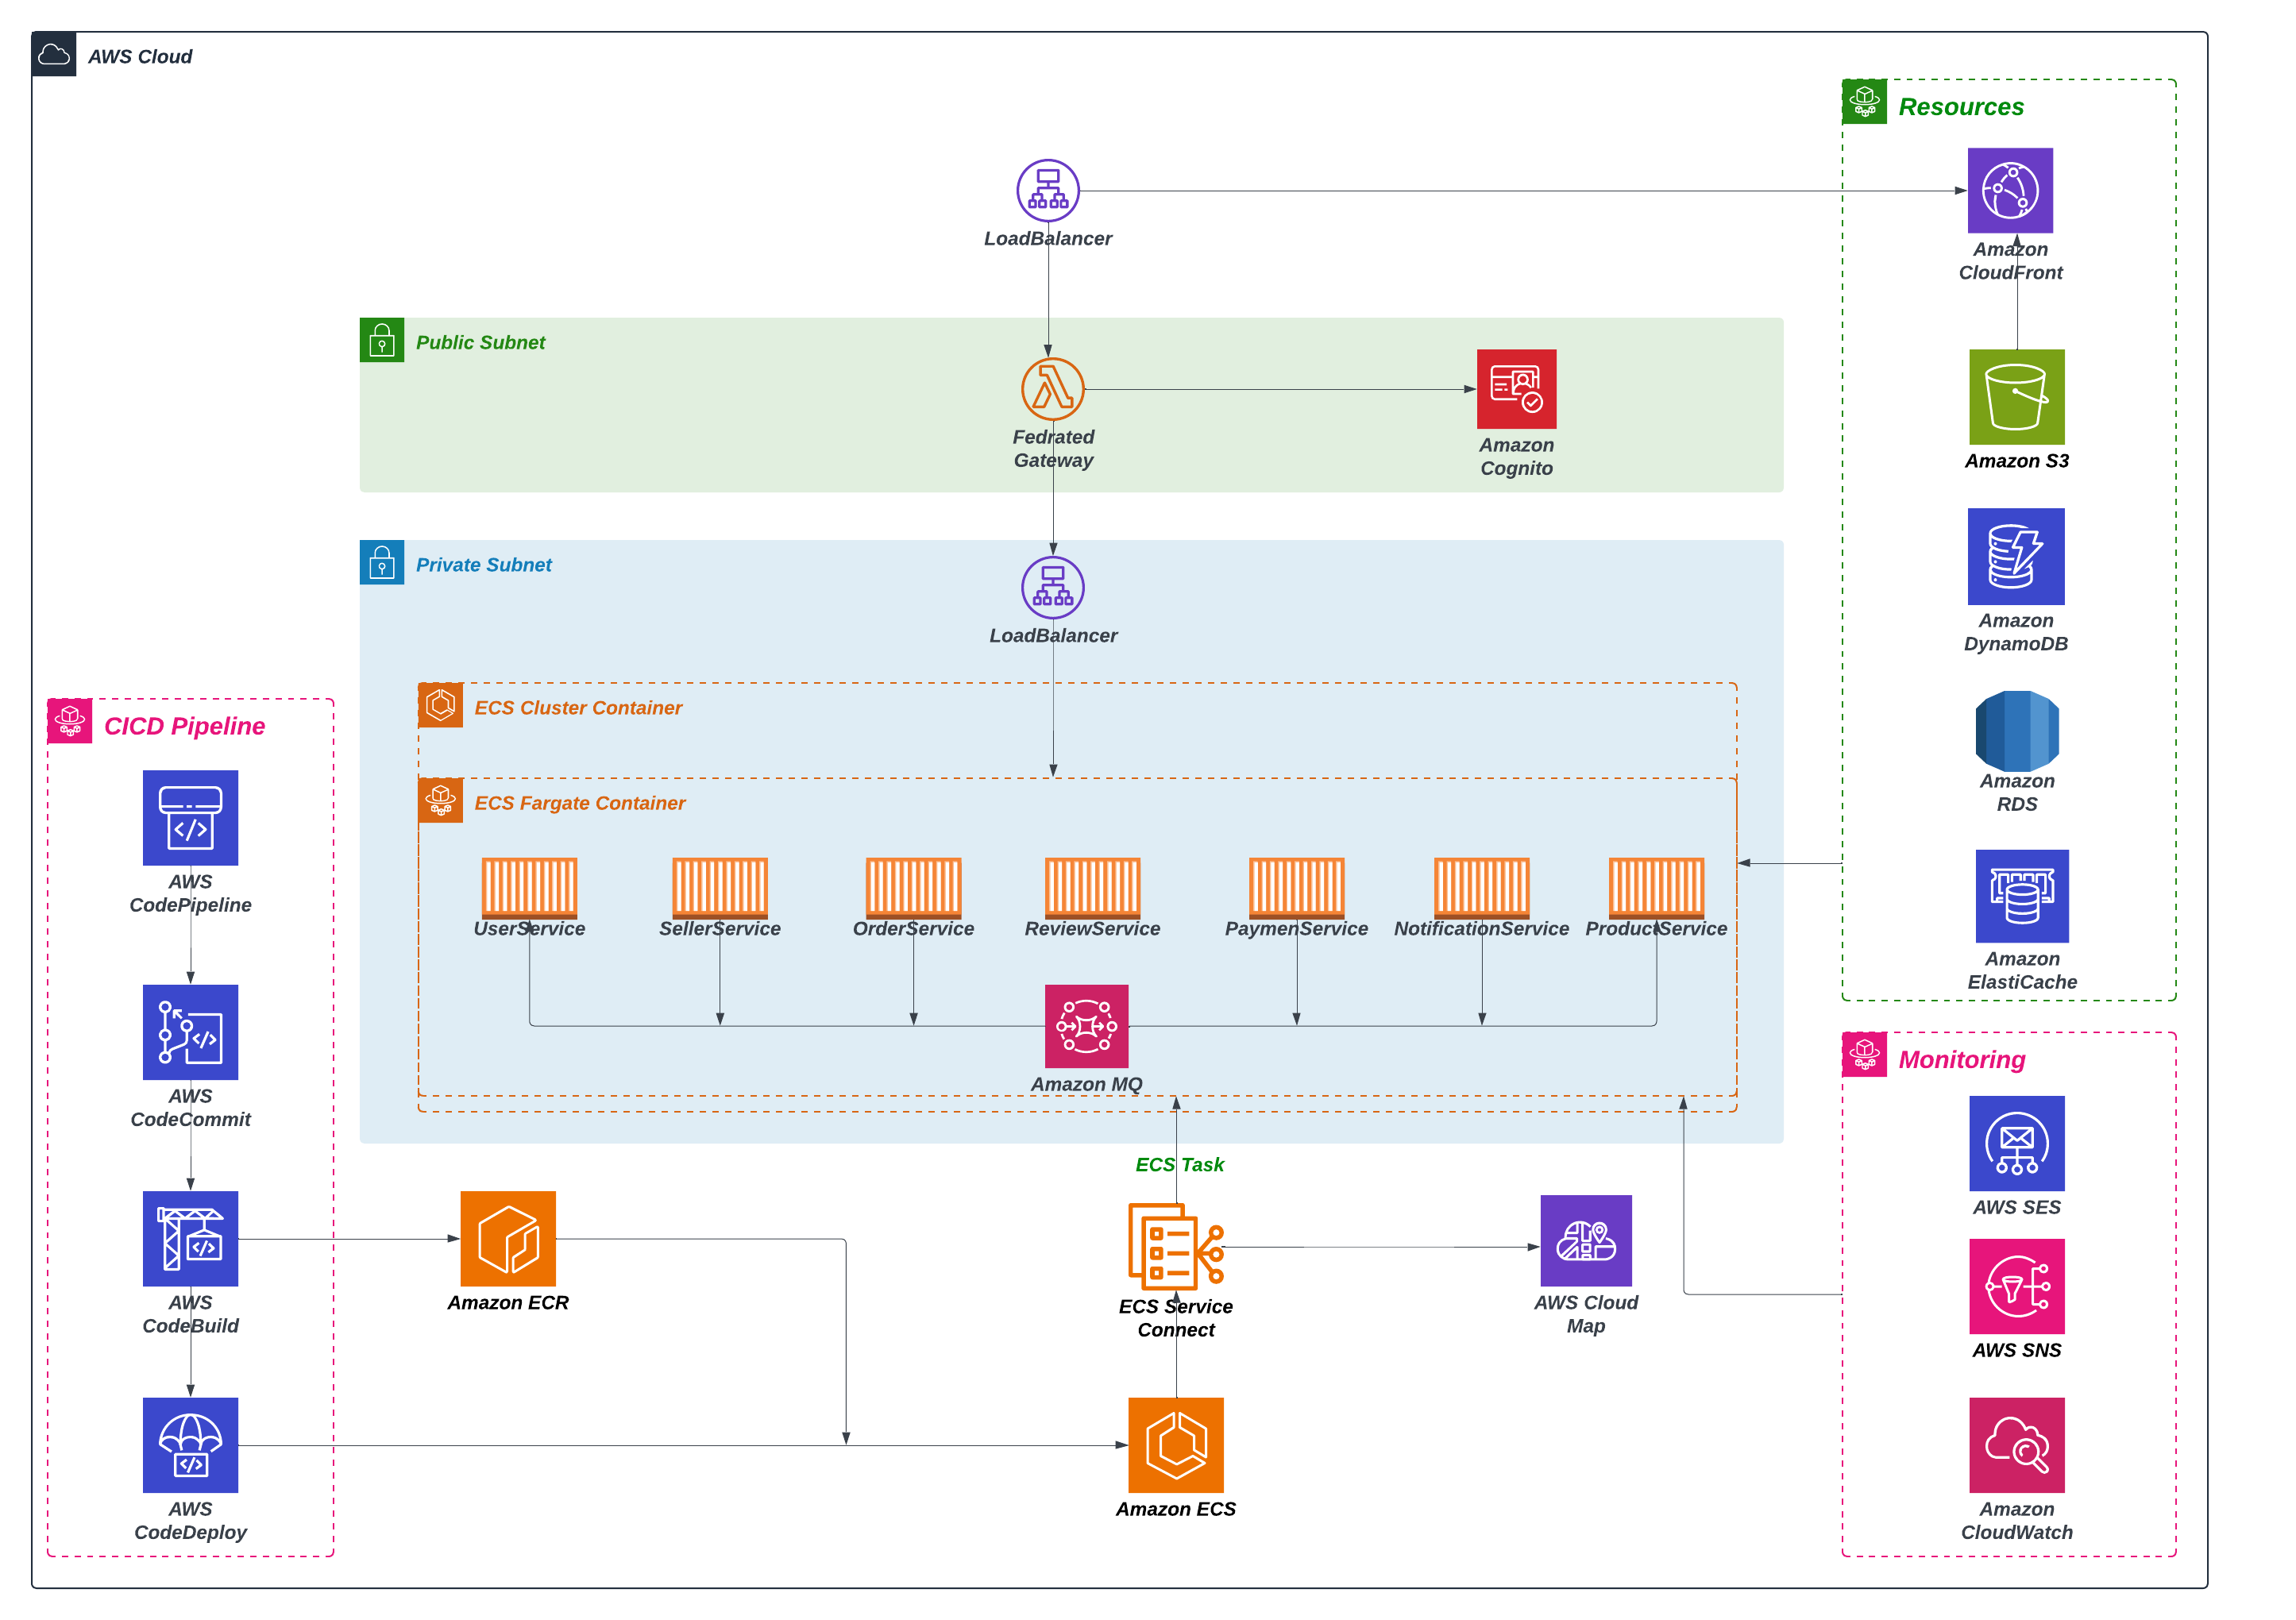 AWS Cloud
Resources
LoadBalancer
Amazon
CloudFront
Public Subnet
Fedrated
Gateway
Amazon
Cognito
Amazon S3
Private Subnet
LoadBalancer
Amazon
DynamoDB
ECS Cluster Container
CICD Pipeline
ECS Fargate Container
Amazon
RDS
AWS
CodePipeline
UserService
SellerService
OrderService
ReviewService
PaymenService
NotificationService
ProductService
Amazon
ElastiCache
Amazon MQ
Monitoring
AWS
CodeCommit
ECS Task
AWS SES
AWS
CodeBuild
Amazon ECR
ECS Service
Connect
AWS Cloud
Map
AWS SNS
AWS
CodeDeploy
Amazon ECS
Amazon
CloudWatch